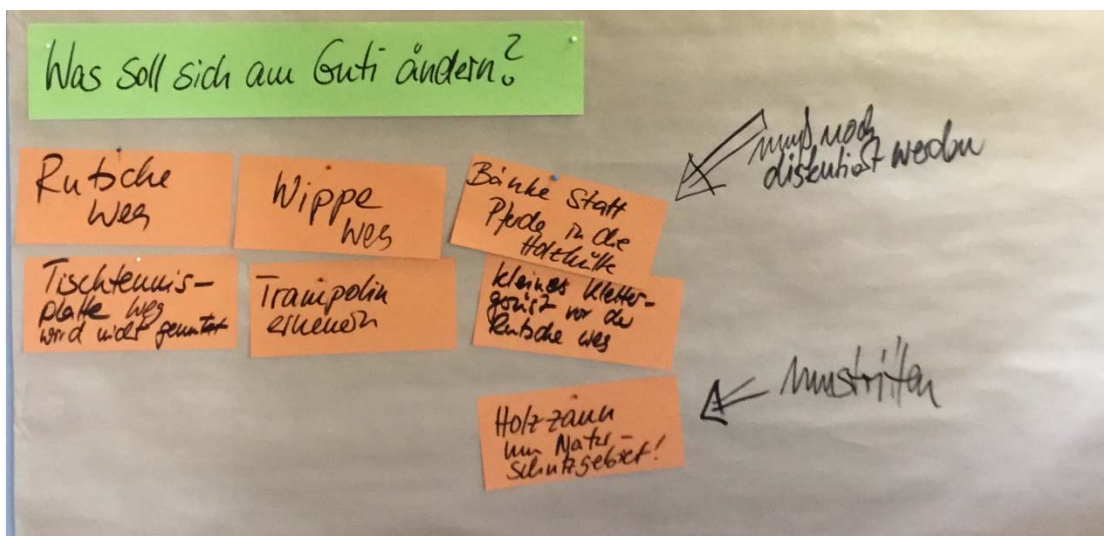 Was soll sich am Guti ändern?
Rutsche
weg
Wippe
weg
Bänke statt
Pferde in die
Holzhütte
muß noch
diskutiert werden
Tischtennis-
platte weg
wird nicht genutzt
Trampolin
erneuern
kleines Kletter-
gerüst vor der
Rutsche weg
Holzzaun
um Natur-
schutzgebiet!
umstritten